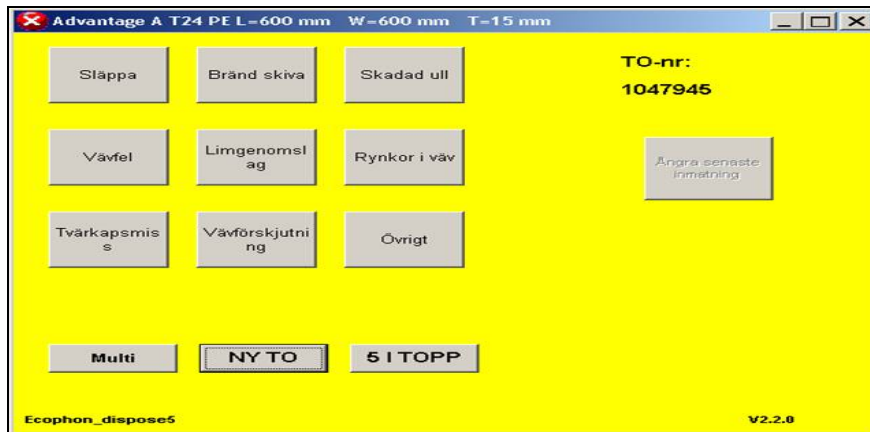 Advantage A T24 PE L=600 mm W=600 mm T=15 mm
Släppa
Bränd skiva
Skadad ull
TO-nr:
1047945
Vävfel
Limgenomsl
ag
Rynkor i väv
Ångra senaste
inmatning
Tvärkapsmis
s
Vävförskjutni
ng
Övrigt
Multi
NY TO
5 I TOPP
Ecophon_dispose5
V2.2.0